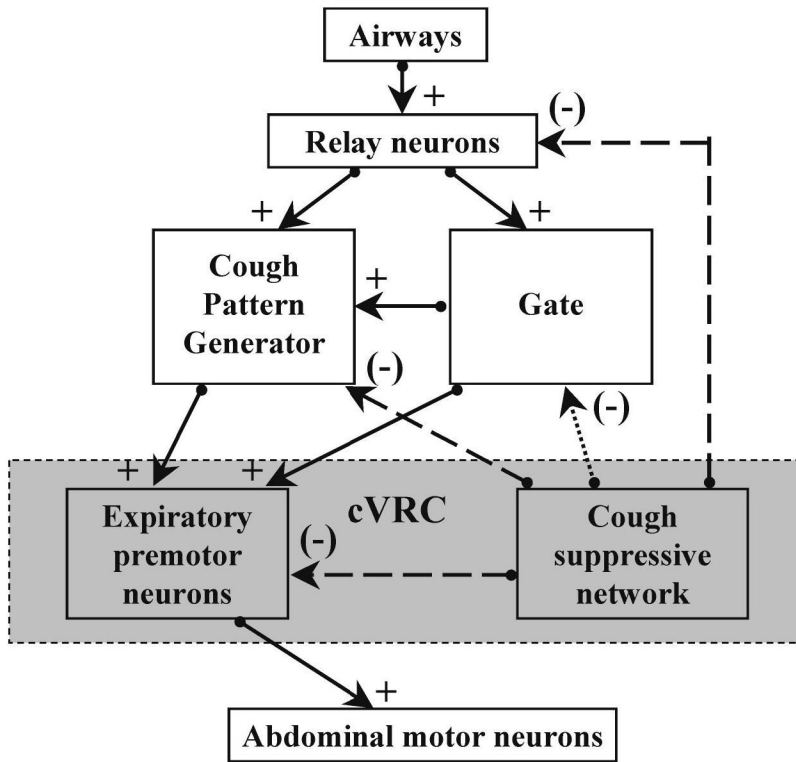 Airways
+
(-)
Relay neurons
+
+
Cough
Pattern
Generator
+
Gate
(-)
(-)
+
+
cVRC
Expiratory
premotor
neurons
(-)
Cough
suppressive
network
+
Abdominal motor neurons